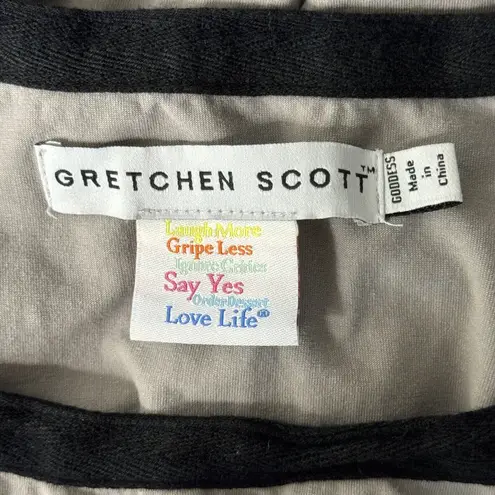 GRETCHEN SCOTT™
GODDESS
Made
in
China
Laugh More
Gripe Less
Ignore Critics
Say Yes
Order Dessert
Love Life®